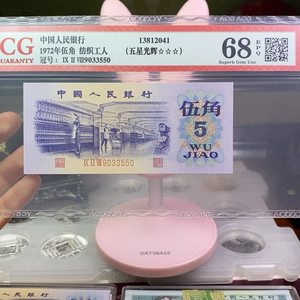 CG
GUARANTY
中国人民银行
1972年伍角 纺织工人
冠号：IX II VIII9033550
13812041
（五星光辉☆☆☆）
68
EPQ
Superb Gem Unc
中国人民银行
伍角
5
WU
JIAO
IX II VIII 9033550
GATSBASE